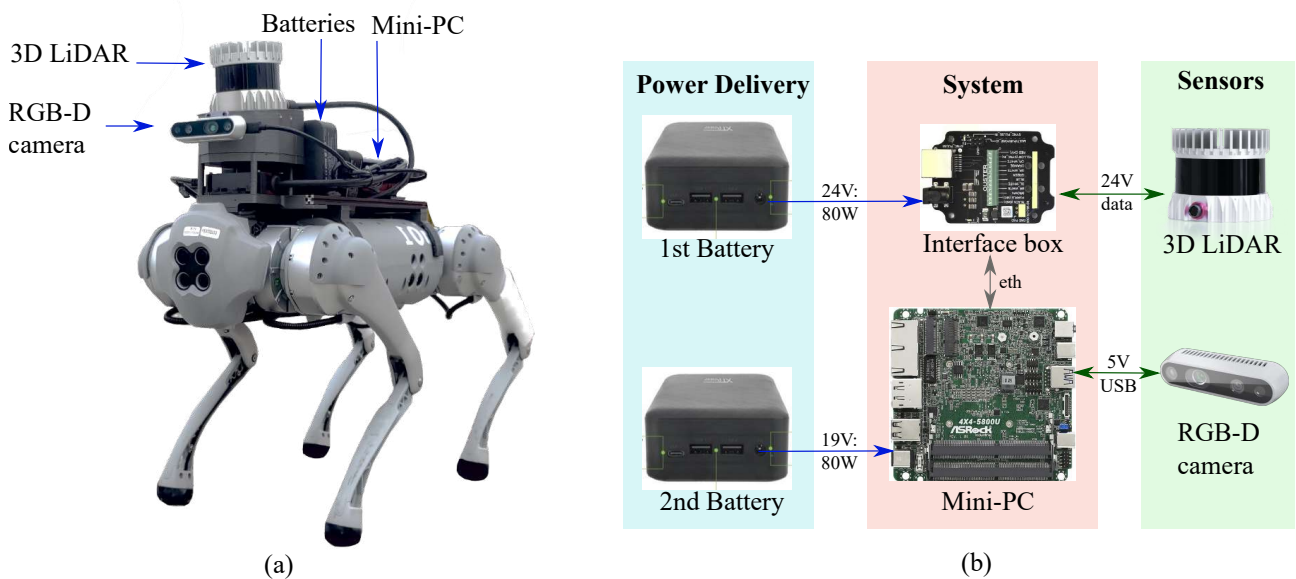 Batteries
Mini-PC
3D LiDAR
RGB-D
camera
(a)
Power Delivery
System
Sensors
24V:
80W
24V
data
1st Battery
OUSTER
Interface box
3D LiDAR
eth
5V
USB
4X4-5800U
ASRock
19V:
80W
RGB-D
camera
2nd Battery
Mini-PC
(b)